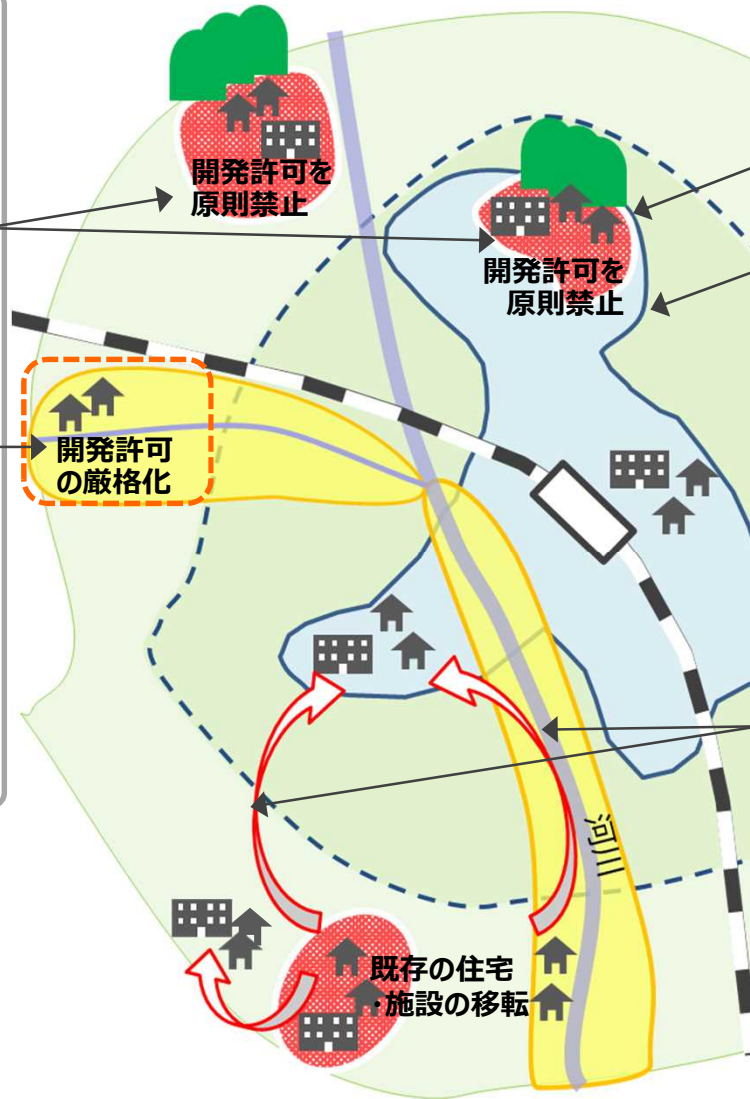 開発許可を
原則禁止
開発許可を
原則禁止
開発許可
の厳格化
河川
既存の住宅
・施設の移転